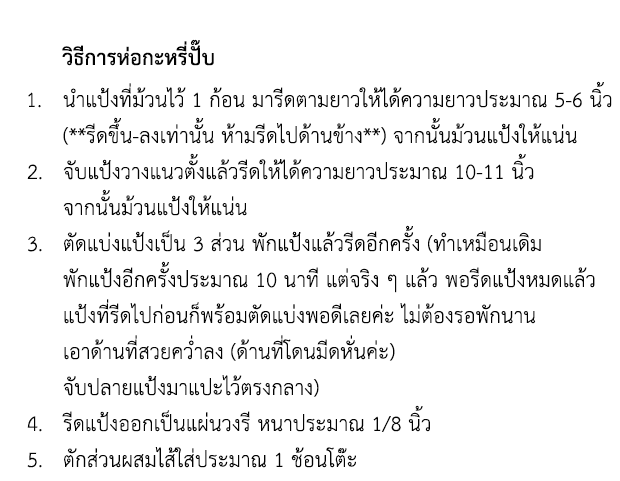 วิธีการห่อกะหรี่ปั๊บ
1. นำแป้งที่ม้วนไว้ 1 ก้อน มารีดตามยาวให้ได้ความยาวประมาณ 5-6 นิ้ว
(**รีดขึ้น-ลงเท่านั้น ห้ามรีดไปด้านข้าง**) จากนั้นม้วนแป้งให้แน่น
2. จับแป้งวางแนวตั้งแล้วรีดให้ได้ความยาวประมาณ 10-11 นิ้ว
จากนั้นม้วนแป้งให้แน่น
3. ตัดแบ่งแป้งเป็น 3 ส่วน พักแป้งแล้วรีดอีกครั้ง (ทำเหมือนเดิม
พักแป้งอีกครั้งประมาณ 10 นาที แต่จริง ๆ แล้ว พอรีดแป้งหมดแล้ว
แป้งที่รีดไปก่อนก็พร้อมตัดแบ่งพอดีเลยค่ะ ไม่ต้องรอพักนาน
เอาด้านที่สวยคว่ำลง (ด้านที่โดนมีดหั่นค่ะ)
จับปลายแป้งมาแปะไว้ตรงกลาง)
4. รีดแป้งออกเป็นแผ่นวงรี หนาประมาณ 1/8 นิ้ว
5. ตักส่วนผสมไส้ใส่ประมาณ 1 ช้อนโต๊ะ